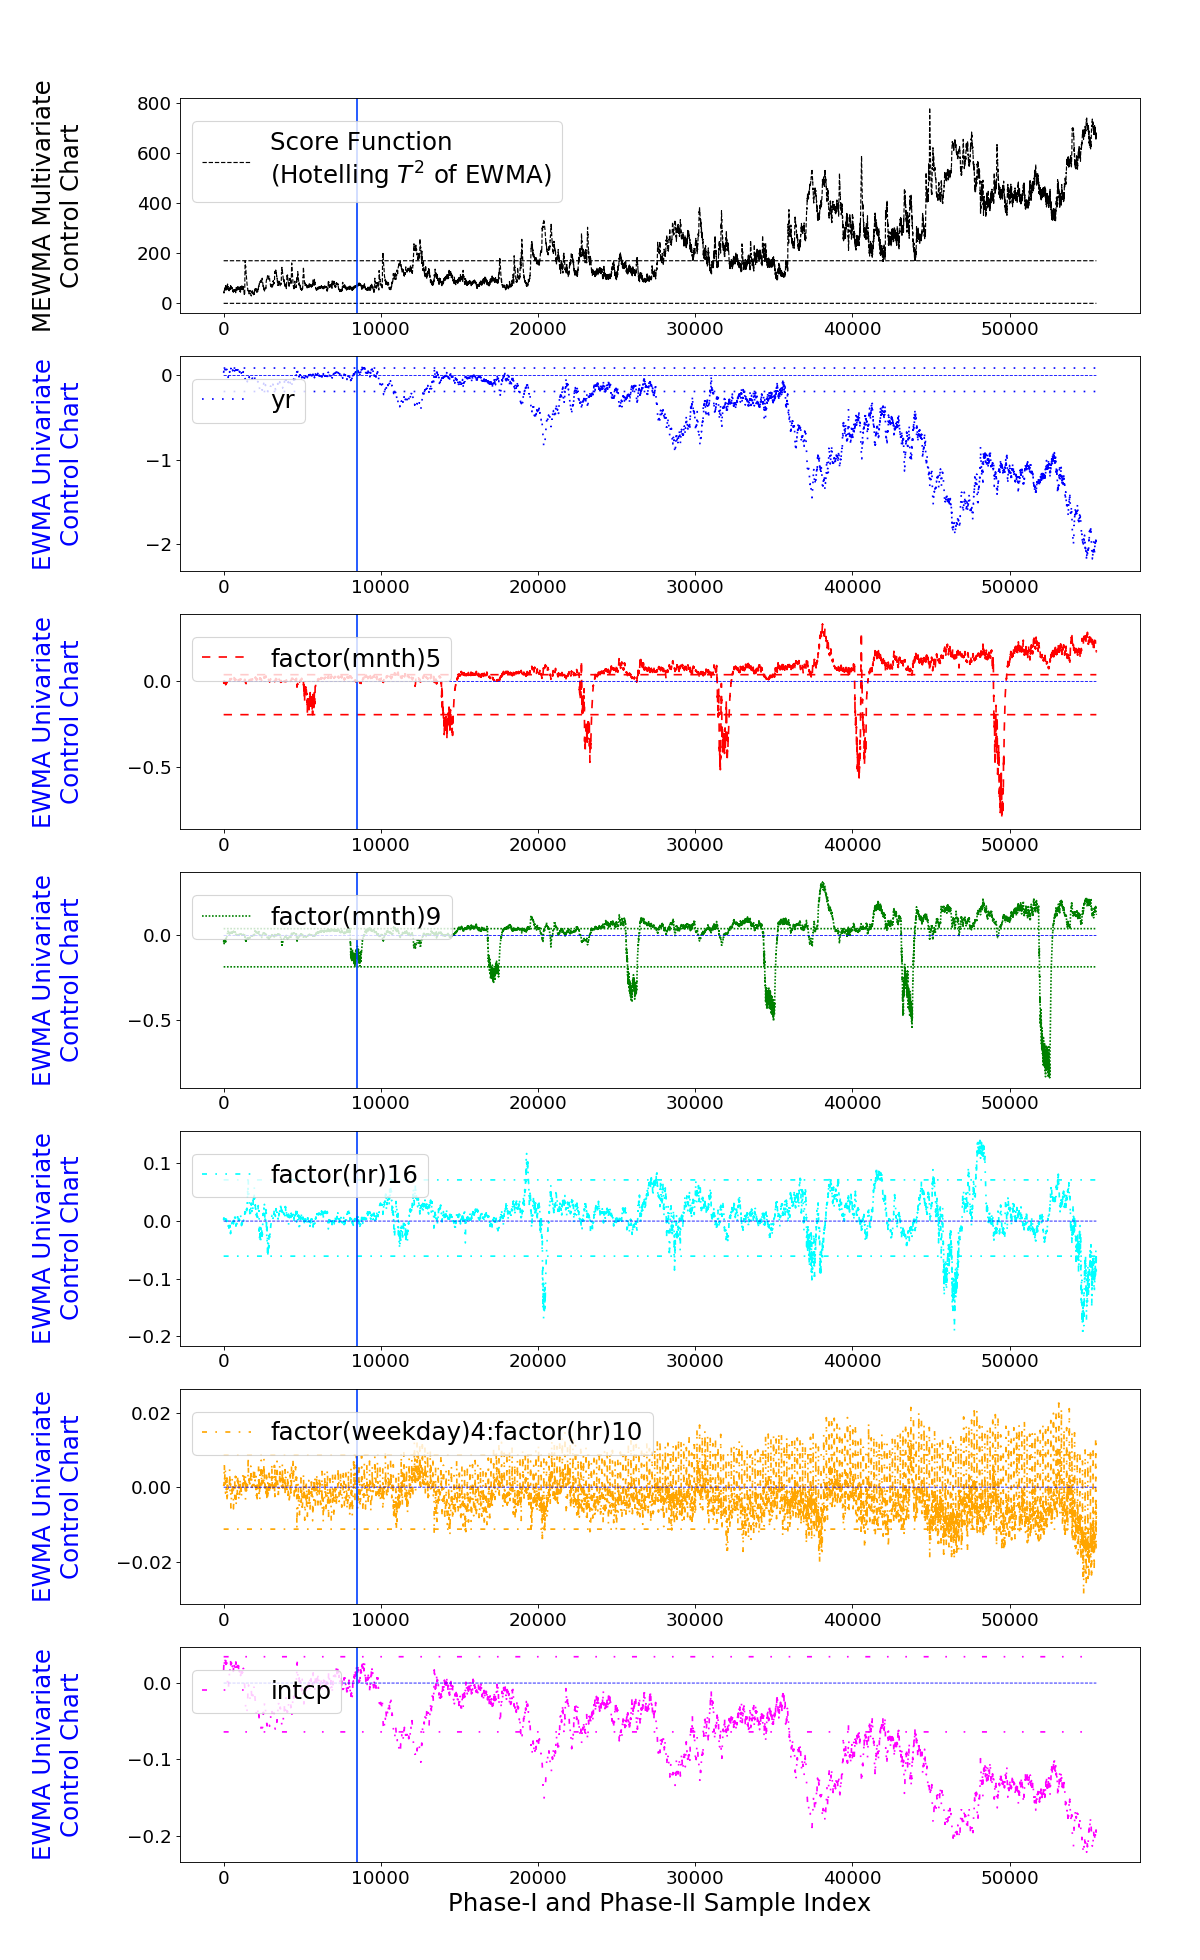 MEWMA Multivariate
Control Chart
800
600
400
200
0
Score Function
(Hotelling T² of EWMA)
0 10000 20000 30000 40000 50000
EWMA Univariate
Control Chart
0
−1
−2
yr
0 10000 20000 30000 40000 50000
EWMA Univariate
Control Chart
0.0
−0.5
factor(mnth)5
0 10000 20000 30000 40000 50000
EWMA Univariate
Control Chart
0.0
−0.5
factor(mnth)9
0 10000 20000 30000 40000 50000
EWMA Univariate
Control Chart
0.1
0.0
−0.1
−0.2
factor(hr)16
0 10000 20000 30000 40000 50000
EWMA Univariate
Control Chart
0.02
0.00
−0.02
factor(weekday)4:factor(hr)10
0 10000 20000 30000 40000 50000
EWMA Univariate
Control Chart
0.0
−0.1
−0.2
intcp
0 10000 20000 30000 40000 50000
Phase-I and Phase-II Sample Index